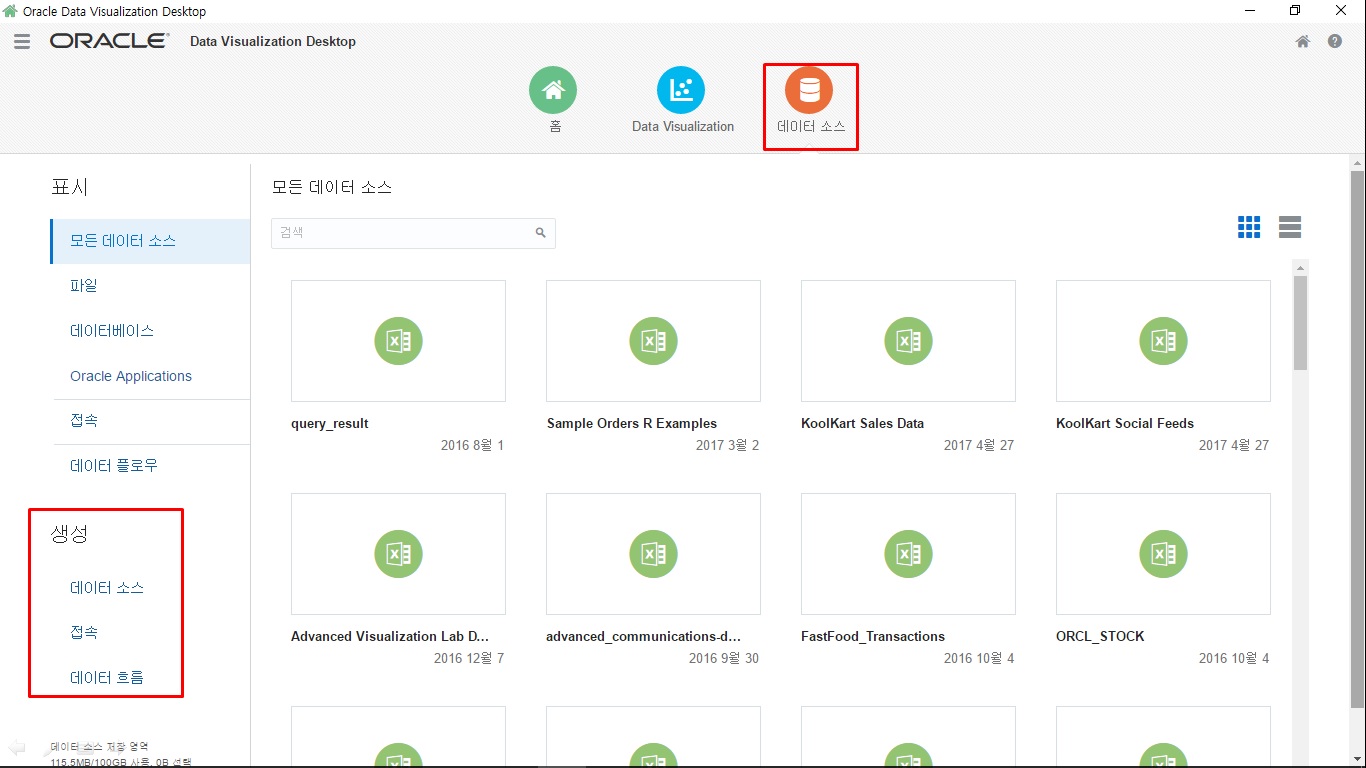 Oracle Data Visualization Desktop
ORACLE® Data Visualization Desktop
홈
Data Visualization
데이터 소스
표시
모든 데이터 소스
파일
데이터베이스
Oracle Applications
접속
데이터 플로우
생성
데이터 소스
접속
데이터 흐름
데이터 소스 저장 영역
115.5MB/100GB 사용, 0B 선택
모든 데이터 소스
검색
query_result
2016 8월 1
Sample Orders R Examples
2017 3월 2
KoolKart Sales Data
2017 4월 27
KoolKart Social Feeds
2017 4월 27
Advanced Visualization Lab D...
2016 12월 7
advanced_communications-d...
2016 9월 30
FastFood_Transactions
2016 10월 4
ORCL_STOCK
2016 10월 4